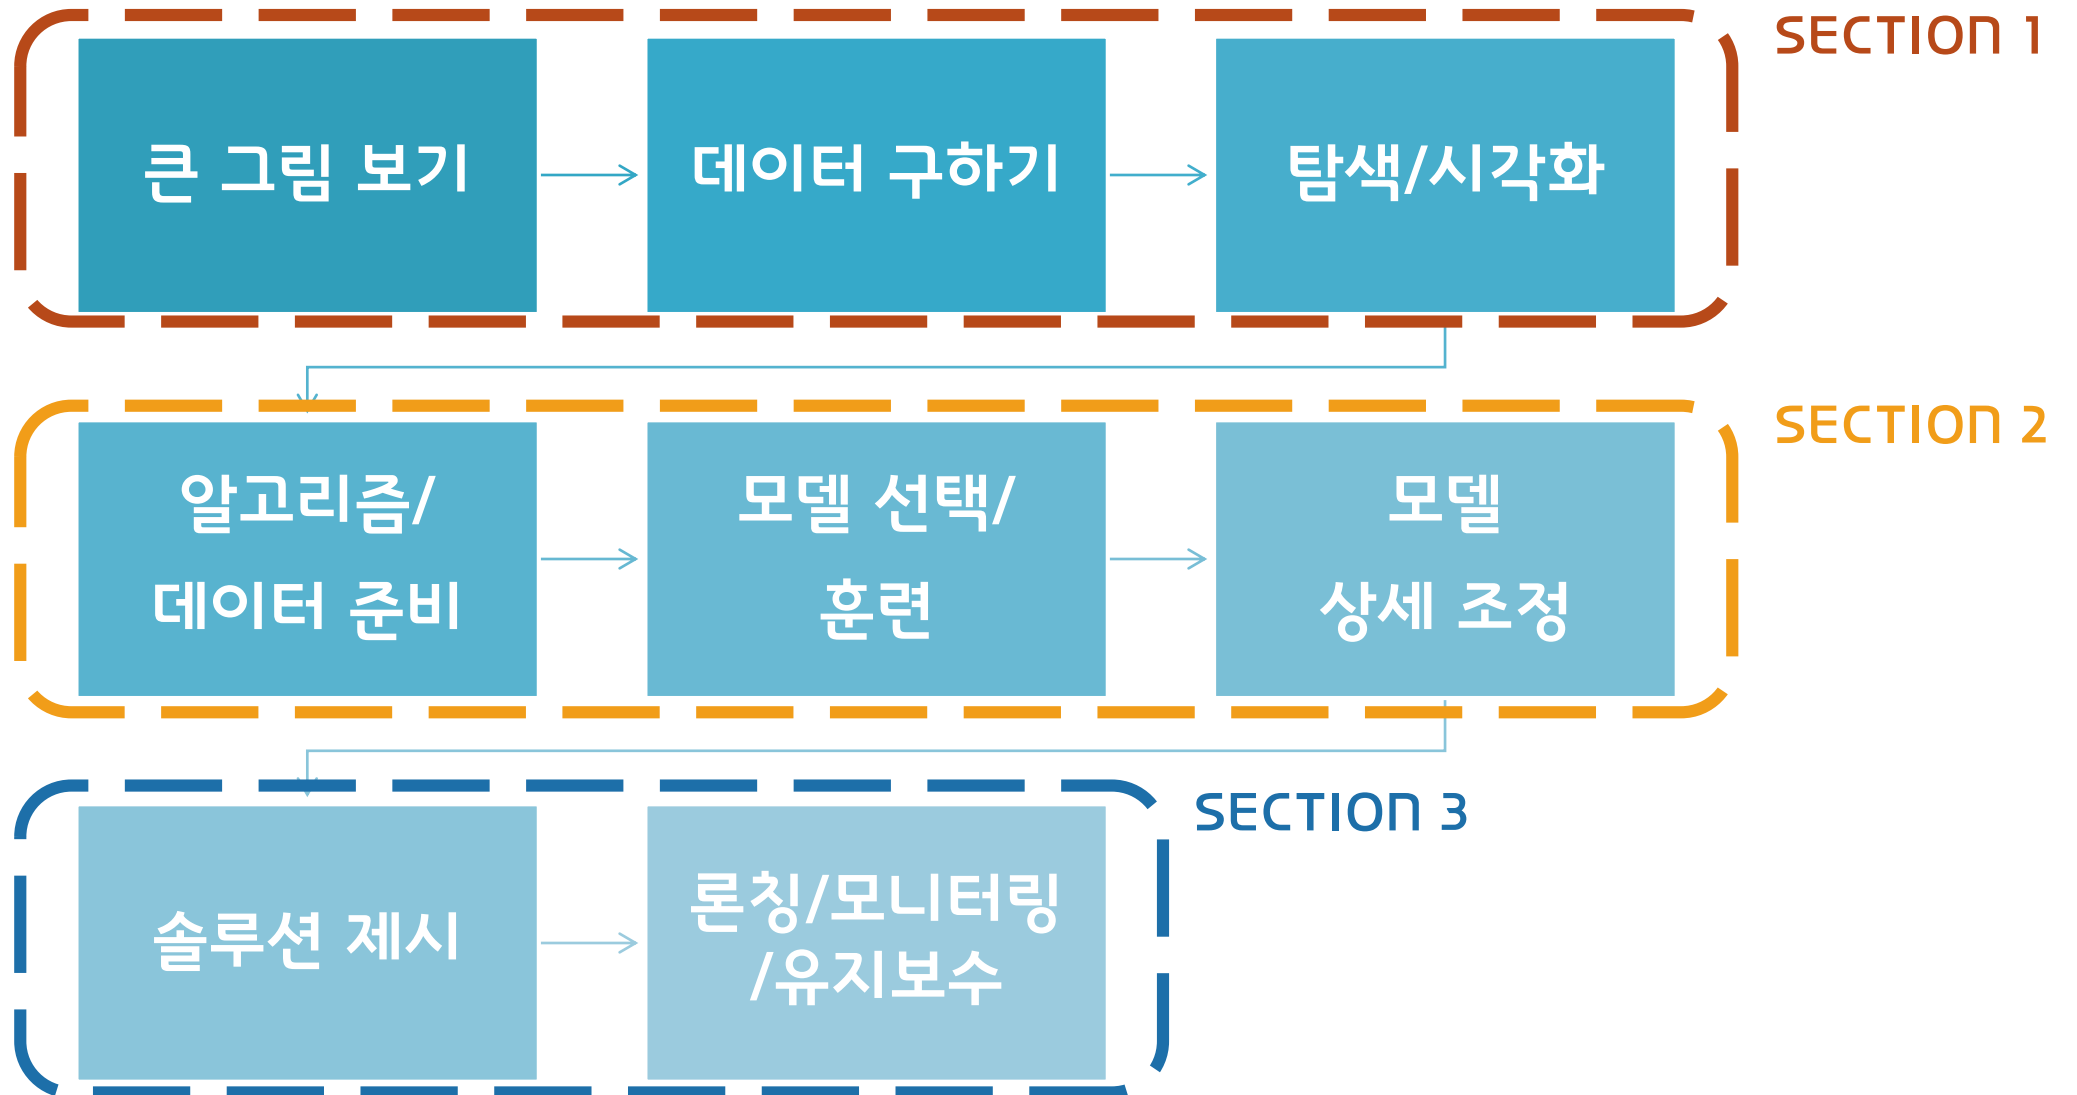 SECTION 1
큰 그림 보기
데이터 구하기
탐색/시각화
SECTION 2
알고리즘/
데이터 준비
모델 선택/
훈련
모델
상세 조정
SECTION 3
솔루션 제시
론칭/모니터링
/유지보수